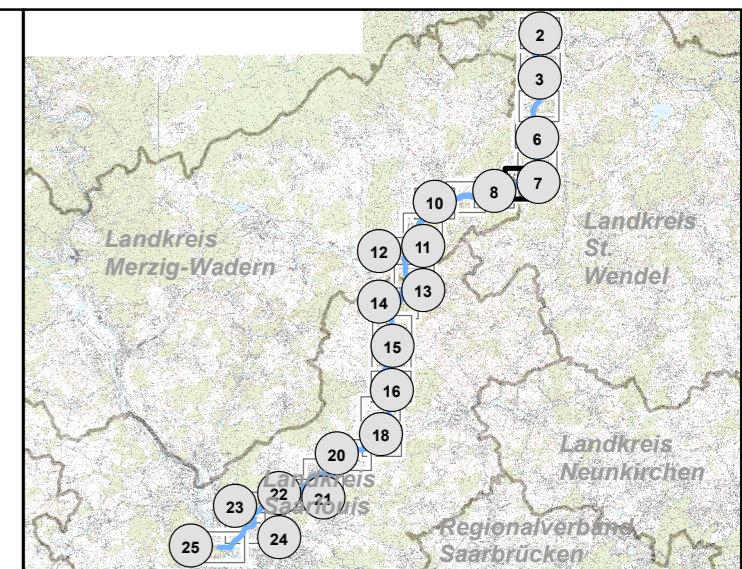 2
3
6
7
8
10
11
12
13
14
15
16
18
20
21
22
23
24
25
Landkreis
Merzig-Wadern
Landkreis
St.
Wendel
Landkreis
Neunkirchen
Landkreis
Saarlouis
Regionalverband
Saarbrücken